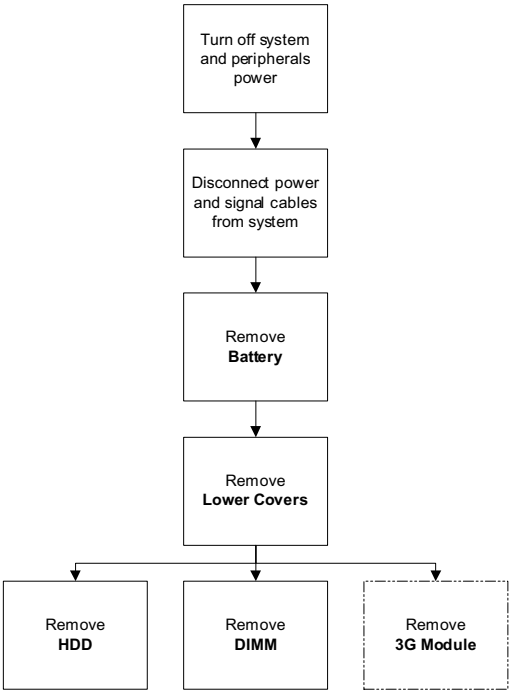 Turn off system
and peripherals
power
Disconnect power
and signal cables
from system
Remove
Battery
Remove
Lower Covers
Remove
HDD
Remove
DIMM
Remove
3G Module